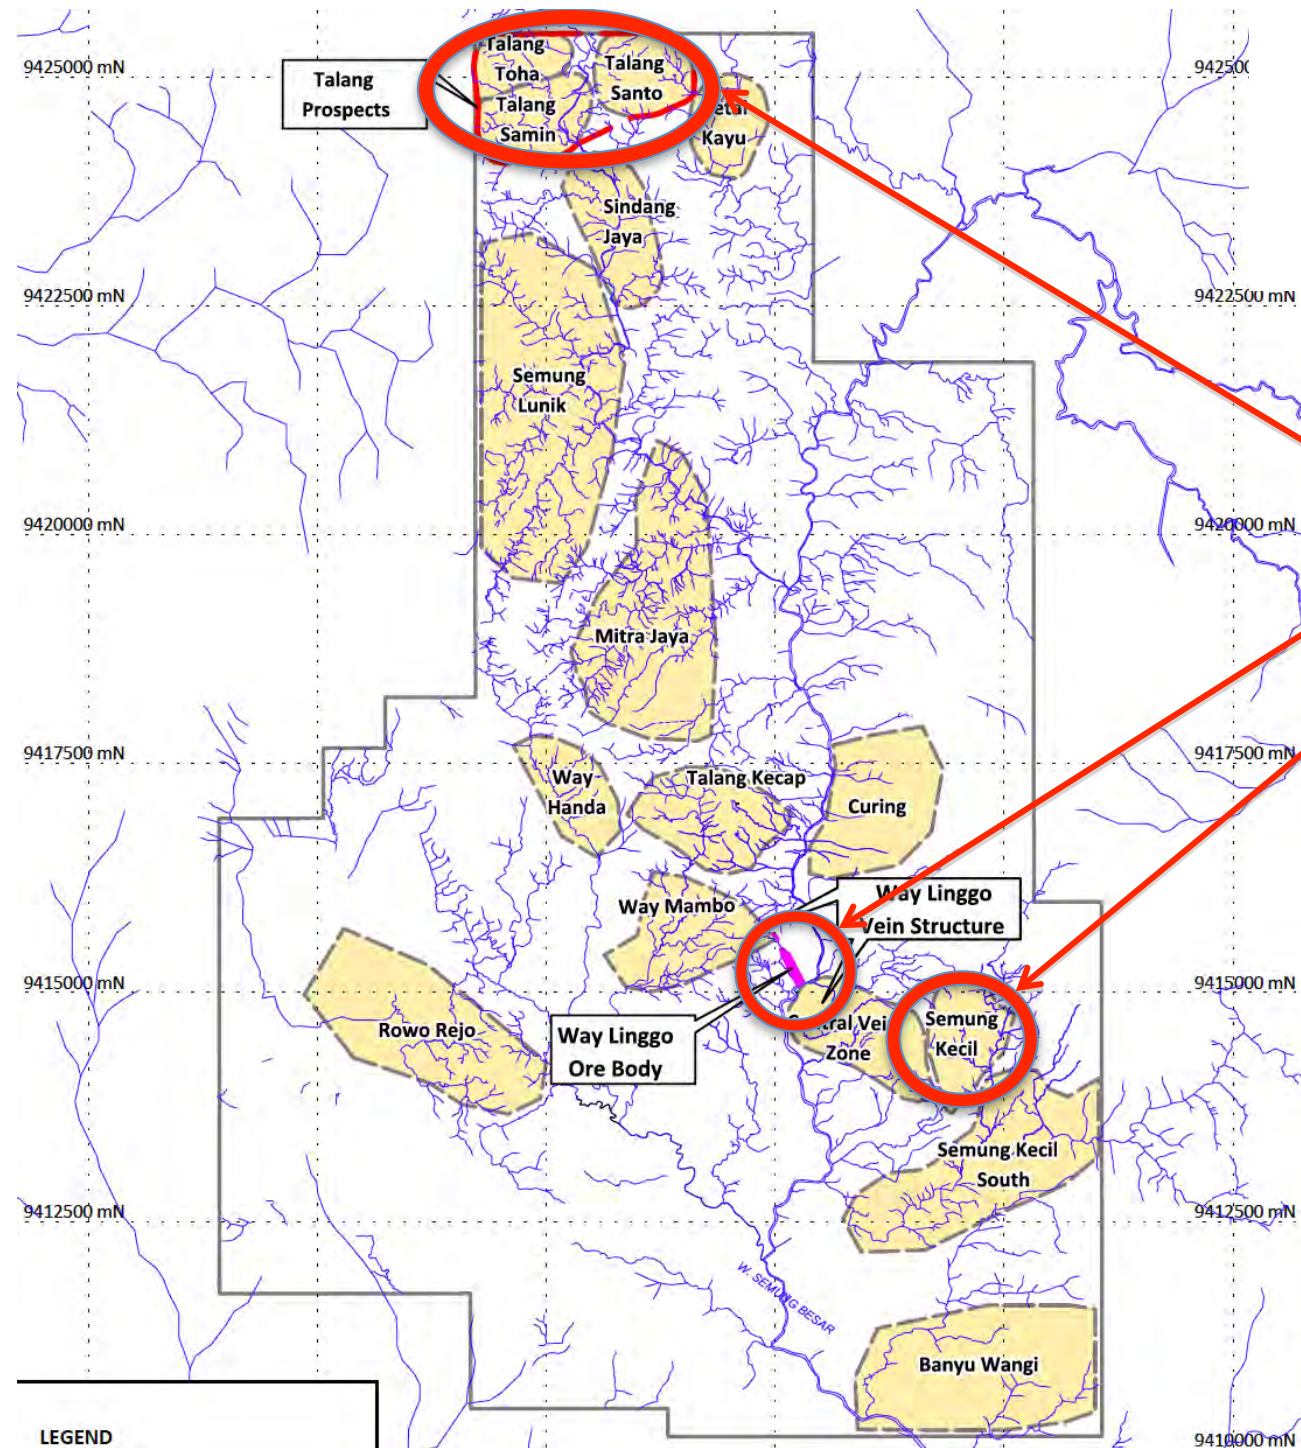 9425000 mN
942500
Talang
Prospects
Talang
Toha
Talang
Samin
Talang
Santo
Kayu
Sindang
Jaya
9422500 mN
9422500 mN
Semung
Lunik
9420000 mN
9420000 mN
Mitra Jaya
9417500 mN
9417500 mN
Way
Handa
Talang Kecap
Curing
Way Mambo
Way Linggo
Vein Structure
9415000 mN
9415000 mN
Rowo Rejo
Way Linggo
Ore Body
Zone
Semung
Kecil
Semung Kecil
South
9412500 mN
9412500 mN
W. SEMUNG BESAR
Banyu Wangi
LEGEND
9410000 mN